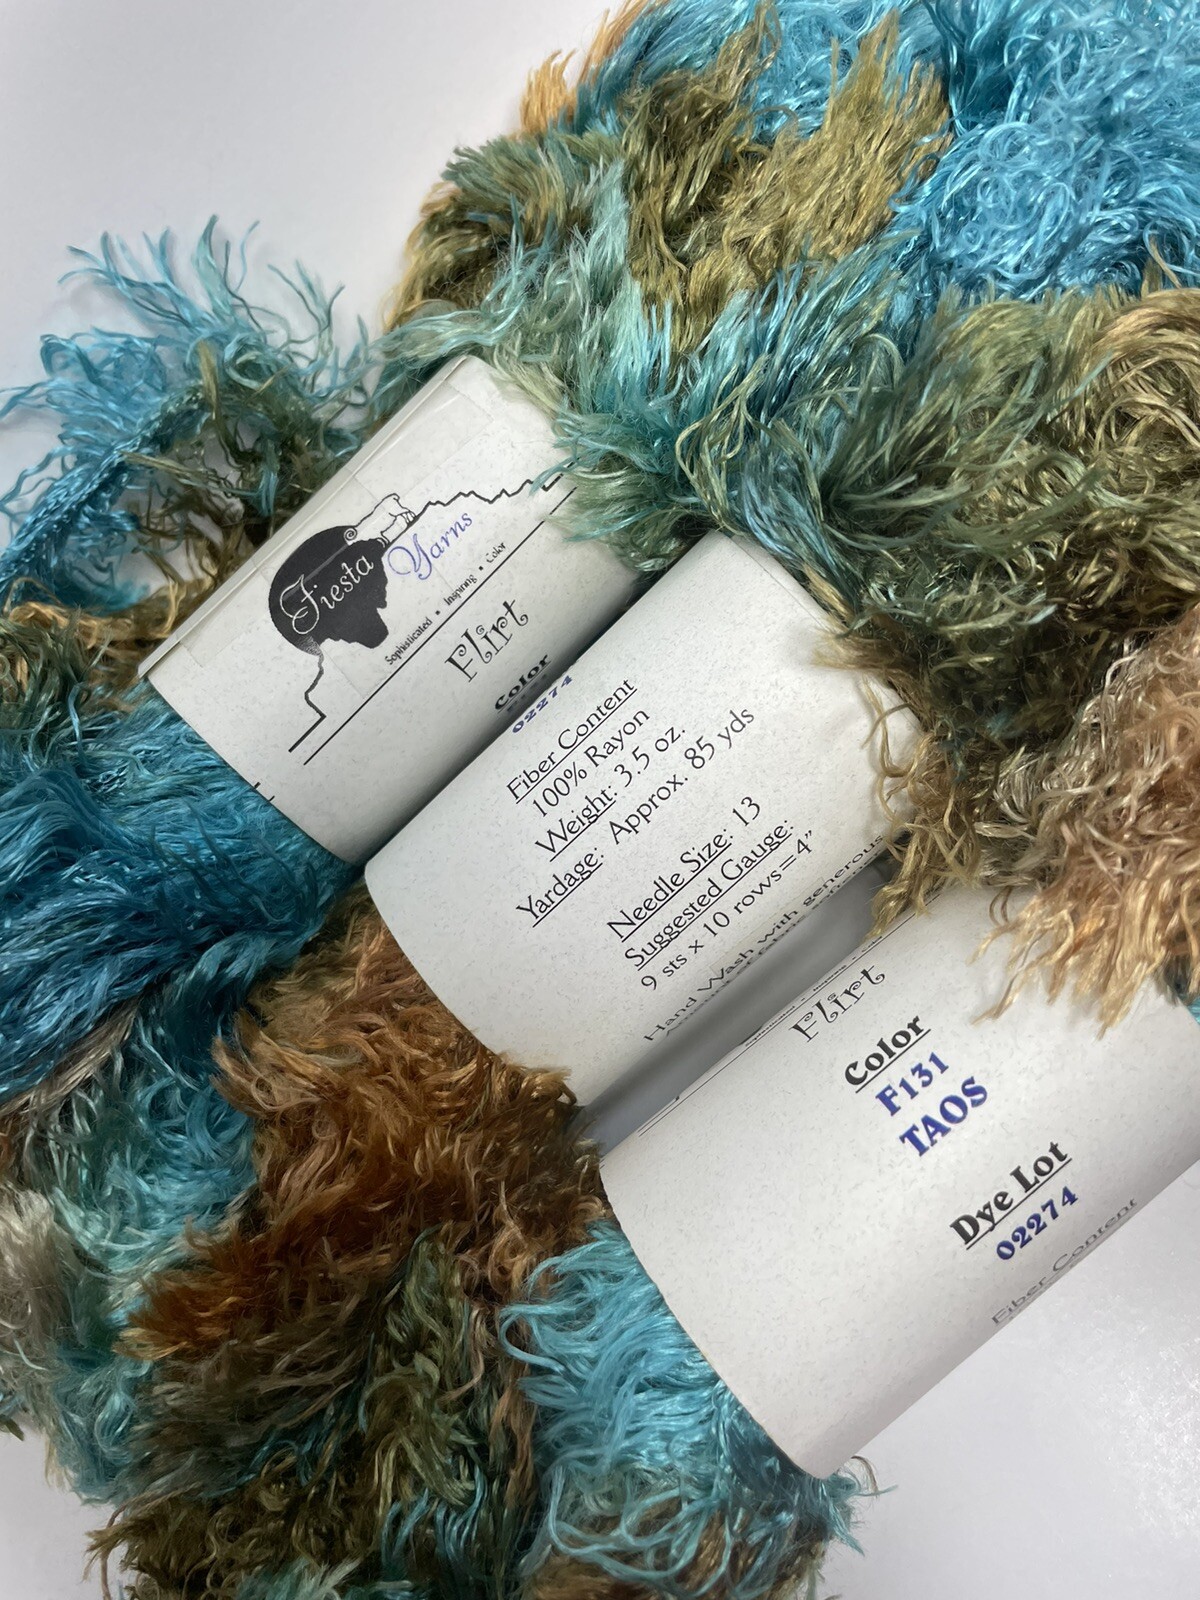 Fiesta
Yarns
Sophisticated • Inspiring • Color
Flirt
Color
02274
Fiber Content
100% Rayon
Weight: 3.5 oz.
Yardage: Approx. 85 yds
Needle Size: 13
Suggested Gauge:
9 sts x 10 rows=4"
Hand Wash with generous
Flirt
Color
F131
TAOS
Dye Lot
02274
Fiber Content